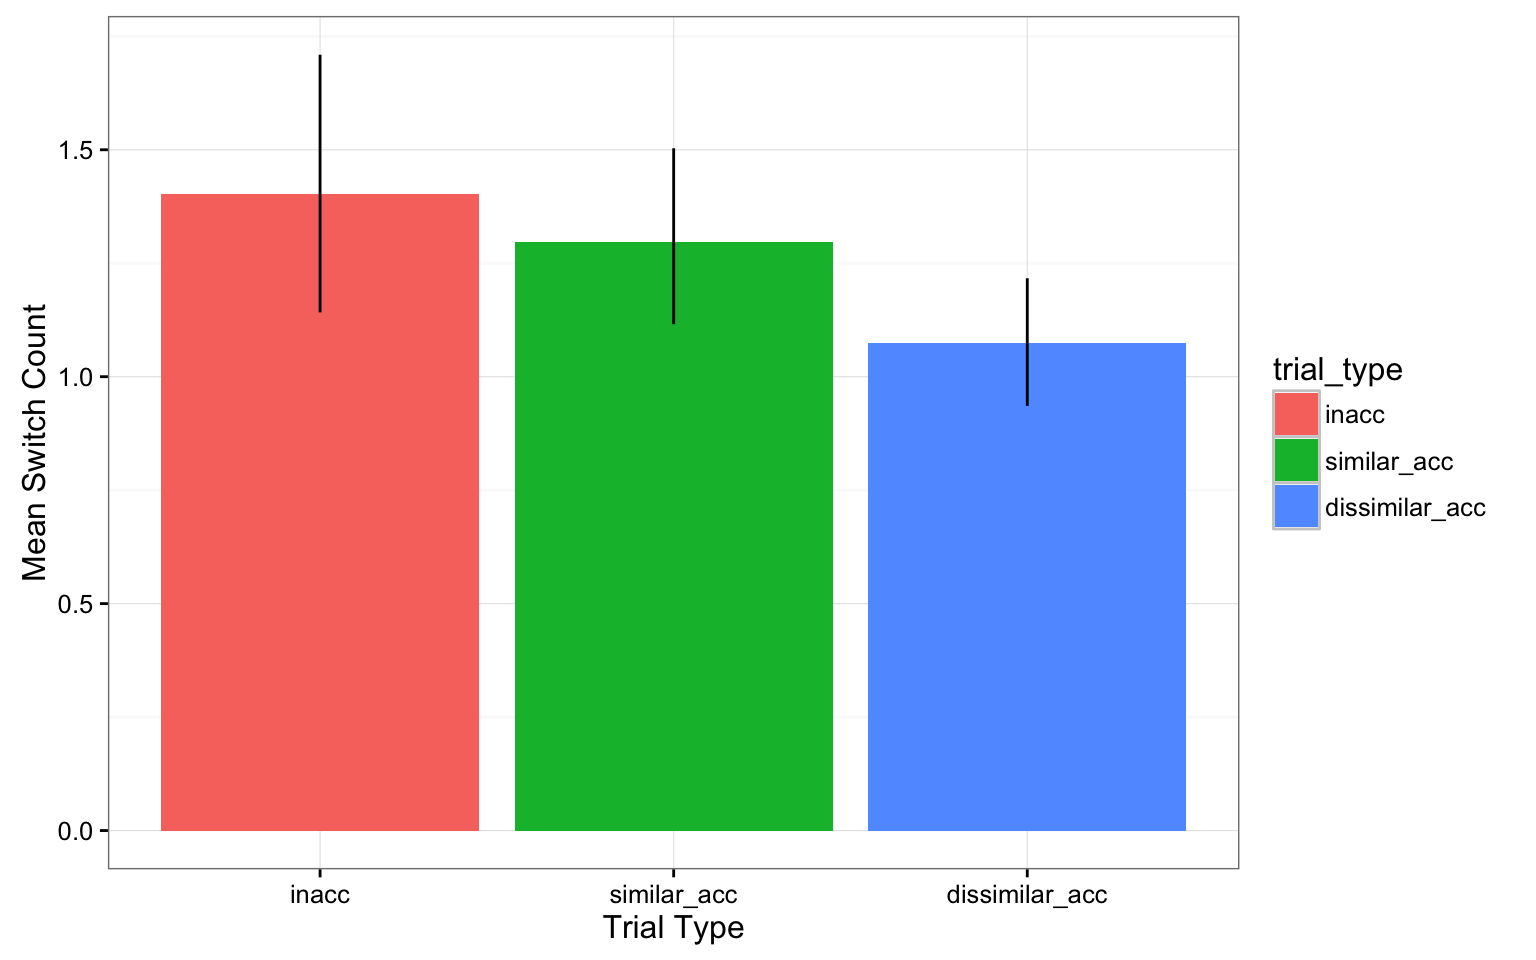 Mean Switch Count
1.5
1.0
0.5
0.0
inacc
similar_acc
dissimilar_acc
Trial Type
trial_type
inacc
similar_acc
dissimilar_acc